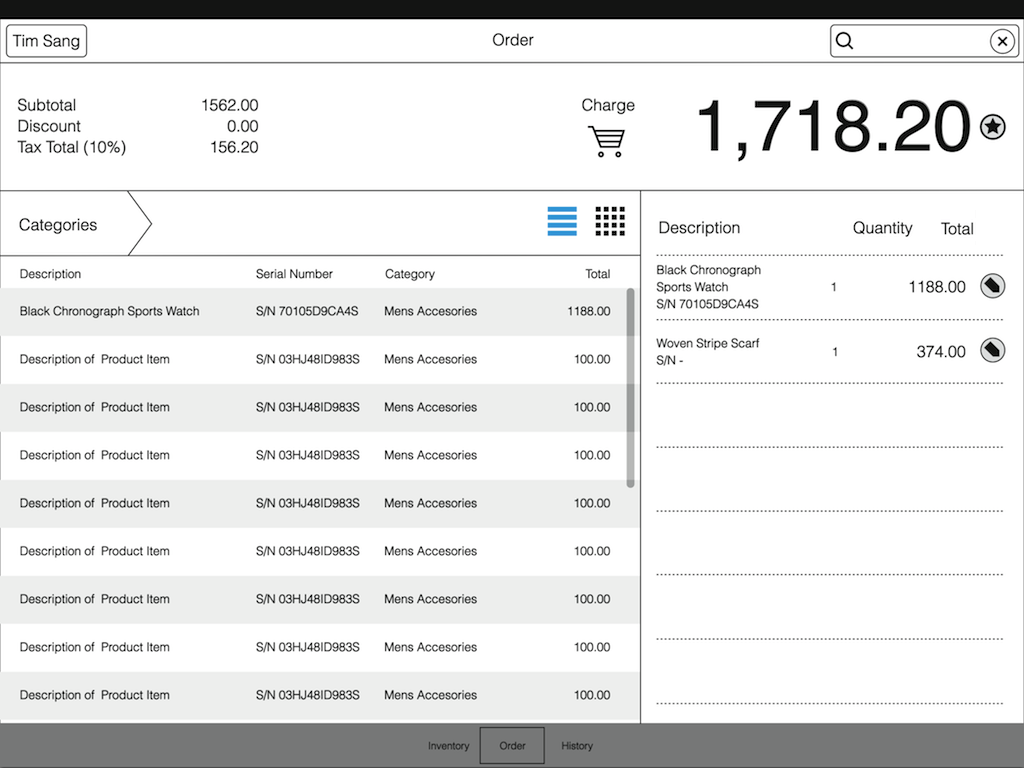 Tim Sang
Order
Subtotal 1562.00
Discount 0.00
Tax Total (10%) 156.20
Charge
1,718.20
Categories
Description Serial Number Category Total
Black Chronograph Sports Watch S/N 70105D9CA4S Mens Accesories 1188.00
Description of Product Item S/N 03HJ48ID983S Mens Accesories 100.00
Description of Product Item S/N 03HJ48ID983S Mens Accesories 100.00
Description of Product Item S/N 03HJ48ID983S Mens Accesories 100.00
Description of Product Item S/N 03HJ48ID983S Mens Accesories 100.00
Description of Product Item S/N 03HJ48ID983S Mens Accesories 100.00
Description of Product Item S/N 03HJ48ID983S Mens Accesories 100.00
Description of Product Item S/N 03HJ48ID983S Mens Accesories 100.00
Description of Product Item S/N 03HJ48ID983S Mens Accesories 100.00
Description Quantity Total
Black Chronograph
Sports Watch 1 1188.00
S/N 70105D9CA4S
Woven Stripe Scarf 1 374.00
S/N -
Inventory Order History